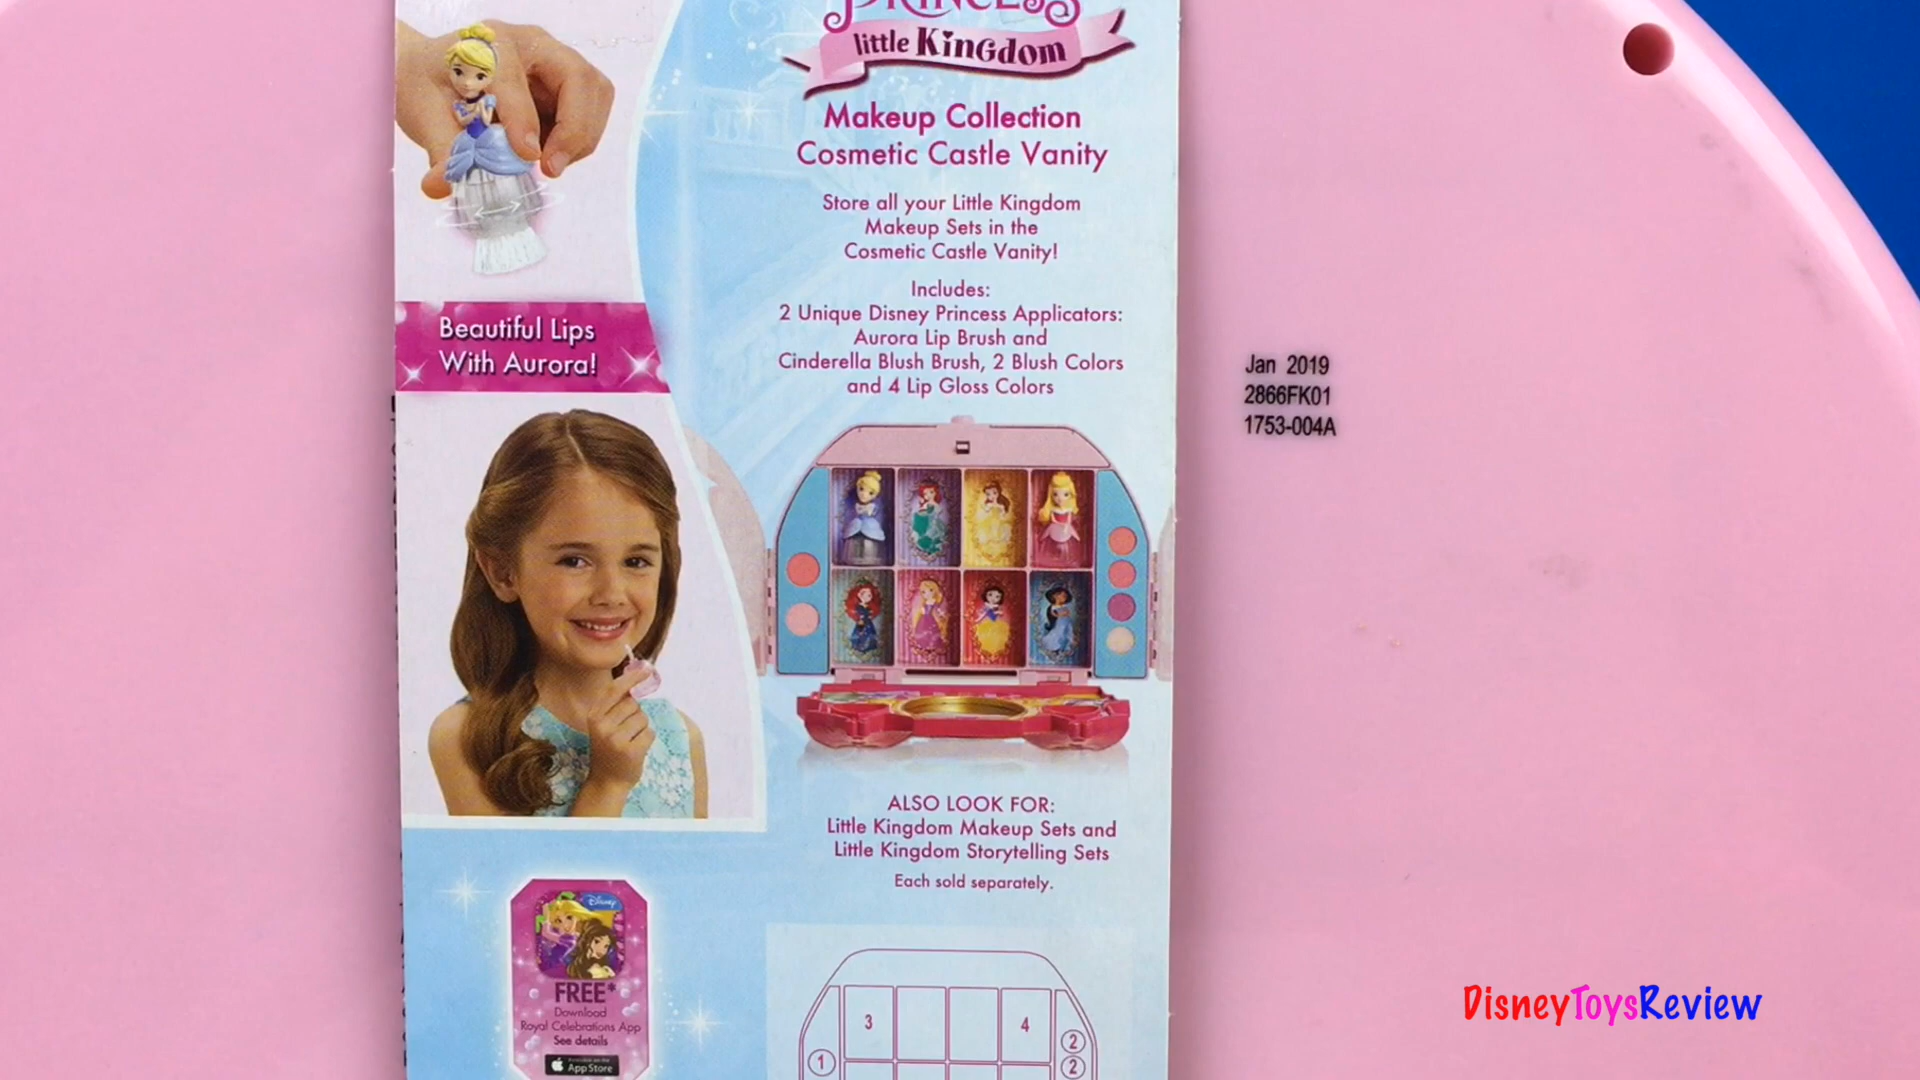 PRINCESS
little Kingdom
Makeup Collection
Cosmetic Castle Vanity
Store all your Little Kingdom
Makeup Sets in the
Cosmetic Castle Vanity!
Includes:
2 Unique Disney Princess Applicators:
Aurora Lip Brush and
Cinderella Blush Brush, 2 Blush Colors
and 4 Lip Gloss Colors
Beautiful Lips
With Aurora!
ALSO LOOK FOR:
Little Kingdom Makeup Sets and
Little Kingdom Storytelling Sets
Each sold separately.
Disney
FREE*
Download
Royal Celebrations App
See details
App Store
3
4
1
2
2
Jan 2019
2866FK01
1753-004A
DisneyToysReview